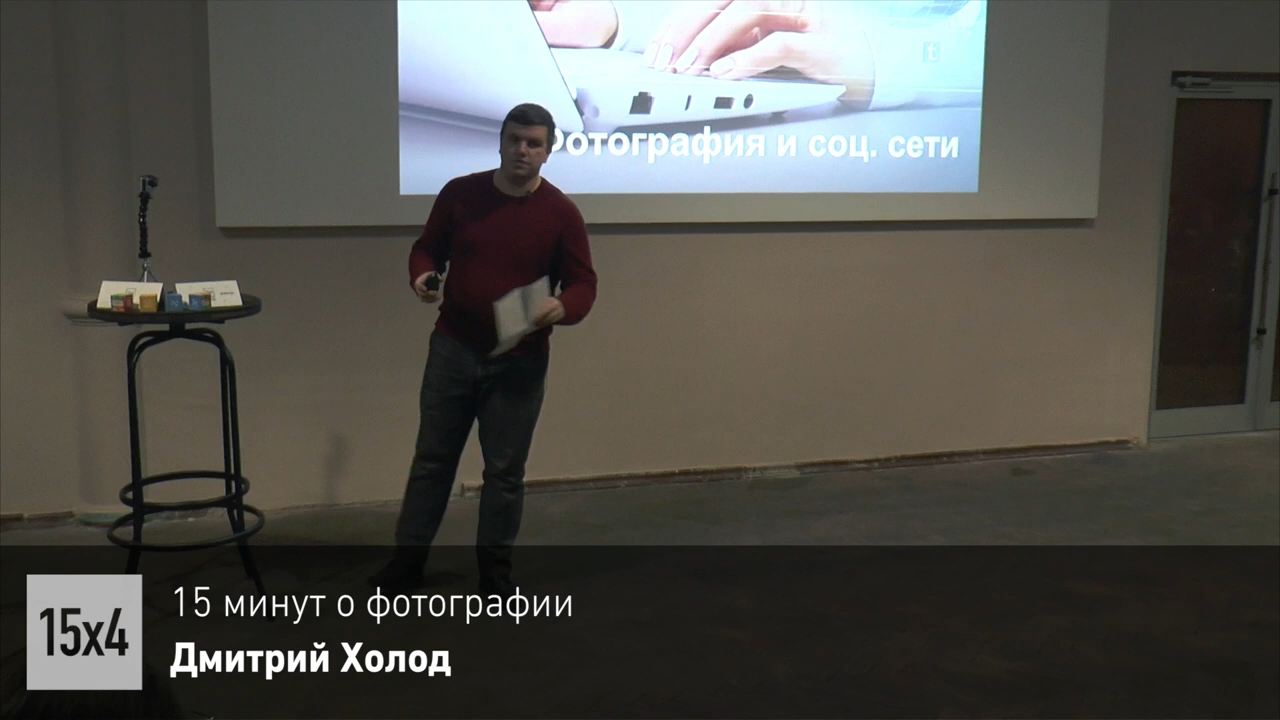 Фотография и соц. сети
15x4
15 минут о фотографии
Дмитрий Холод